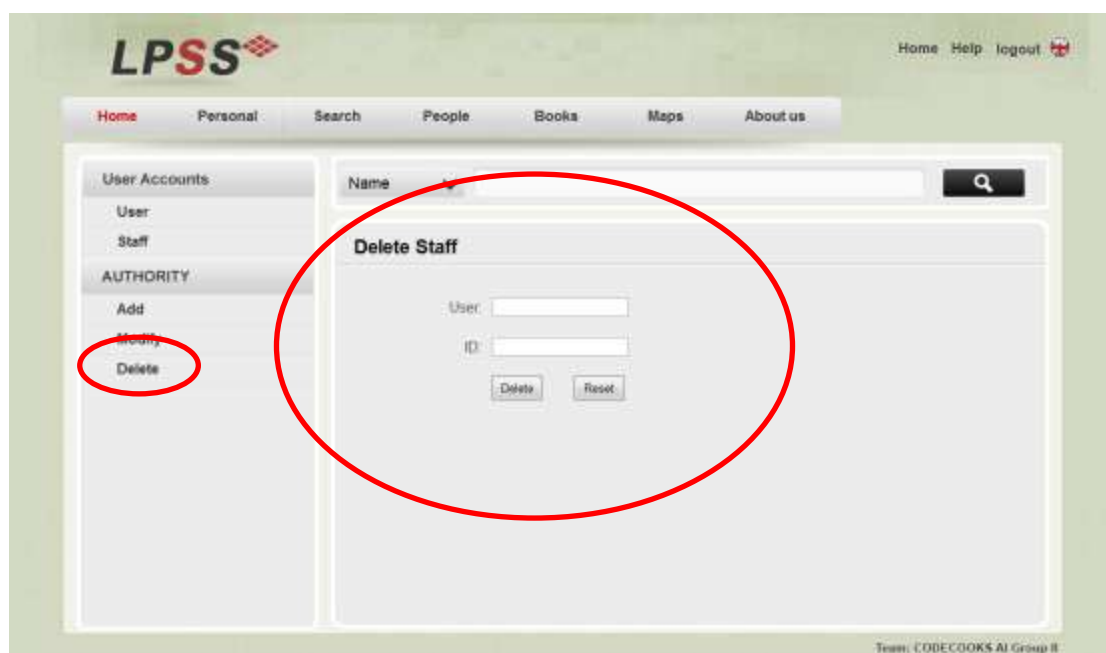 LPSS
Home Help logout
Home Personal Search People Books Maps About us
User Accounts
User
Staff
AUTHORITY
Add
Modify
Delete
Name
Delete Staff
User:
ID:
Delete Reset
Team: CODECOOKS AI Group II